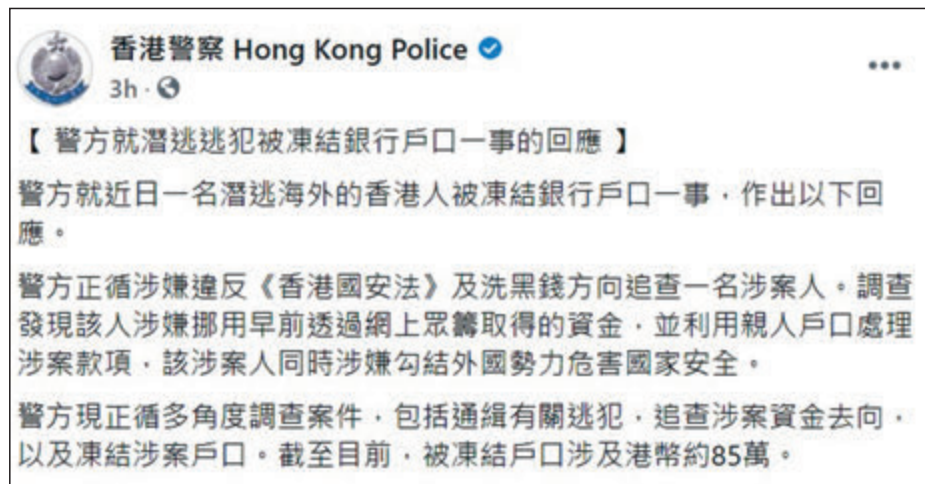 香港警察 Hong Kong Police
3h
【 警方就潛逃逃犯被凍結銀行戶口一事的回應 】
警方就近日一名潛逃海外的香港人被凍結銀行戶口一事，作出以下回
應。
警方正循涉嫌違反《香港國安法》及洗黑錢方向追查一名涉案人。調查
發現該人涉嫌挪用早前透過網上眾籌取得的資金，並利用親人戶口處理
涉案款項，該涉案人同時涉嫌勾結外國勢力危害國家安全。
警方現正循多角度調查案件，包括通緝有關逃犯，追查涉案資金去向，
以及凍結涉案戶口。截至目前，被凍結戶口涉及港幣約85萬。